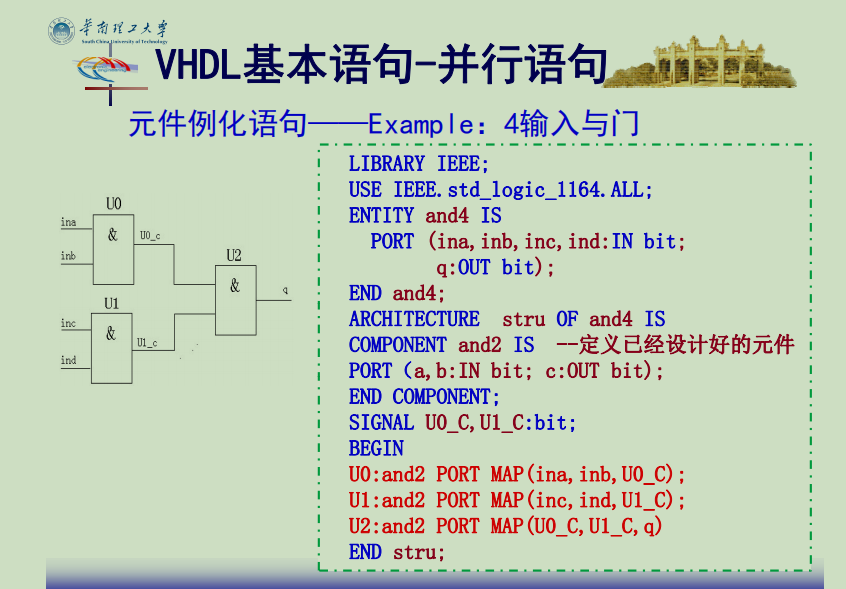 华南理工大学
South China University of Technology
VHDL基本语句-并行语句
元件例化语句——Example：4输入与门
LIBRARY IEEE;
USE IEEE.std_logic_1164.ALL;
ENTITY and4 IS
PORT (ina,inb,inc,ind:IN bit;
q:OUT bit);
END and4;
ARCHITECTURE stru OF and4 IS
COMPONENT and2 IS --定义已经设计好的元件
PORT (a,b:IN bit; c:OUT bit);
END COMPONENT;
SIGNAL U0_C,U1_C:bit;
BEGIN
U0:and2 PORT MAP(ina,inb,U0_C);
U1:and2 PORT MAP(inc,ind,U1_C);
U2:and2 PORT MAP(U0_C,U1_C,q)
END stru;
U0
ina
&
U0_c
inb
U2
&
q
U1
inc
&
U1_c
ind